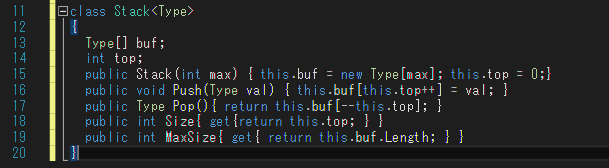 11 class Stack<Type>
12 {
13 Type[] buf;
14 int top;
15 public Stack(int max) { this.buf = new Type[max]; this.top = 0;}
16 public void Push(Type val) { this.buf[this.top++] = val; }
17 public Type Pop(){ return this.buf[--this.top]; }
18 public int Size{ get{return this.top; } }
19 public int MaxSize{ get{ return this.buf.Length; } }
20 }